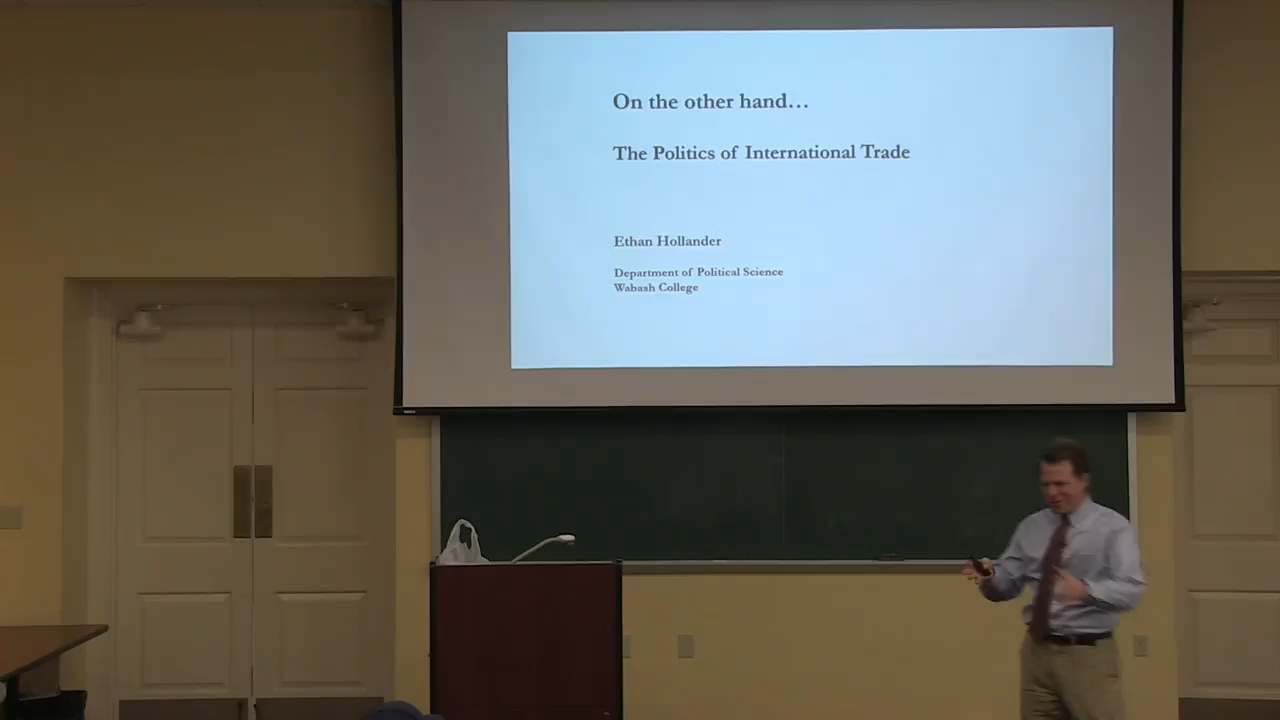 On the other hand…
The Politics of International Trade
Ethan Hollander
Department of Political Science
Wabash College